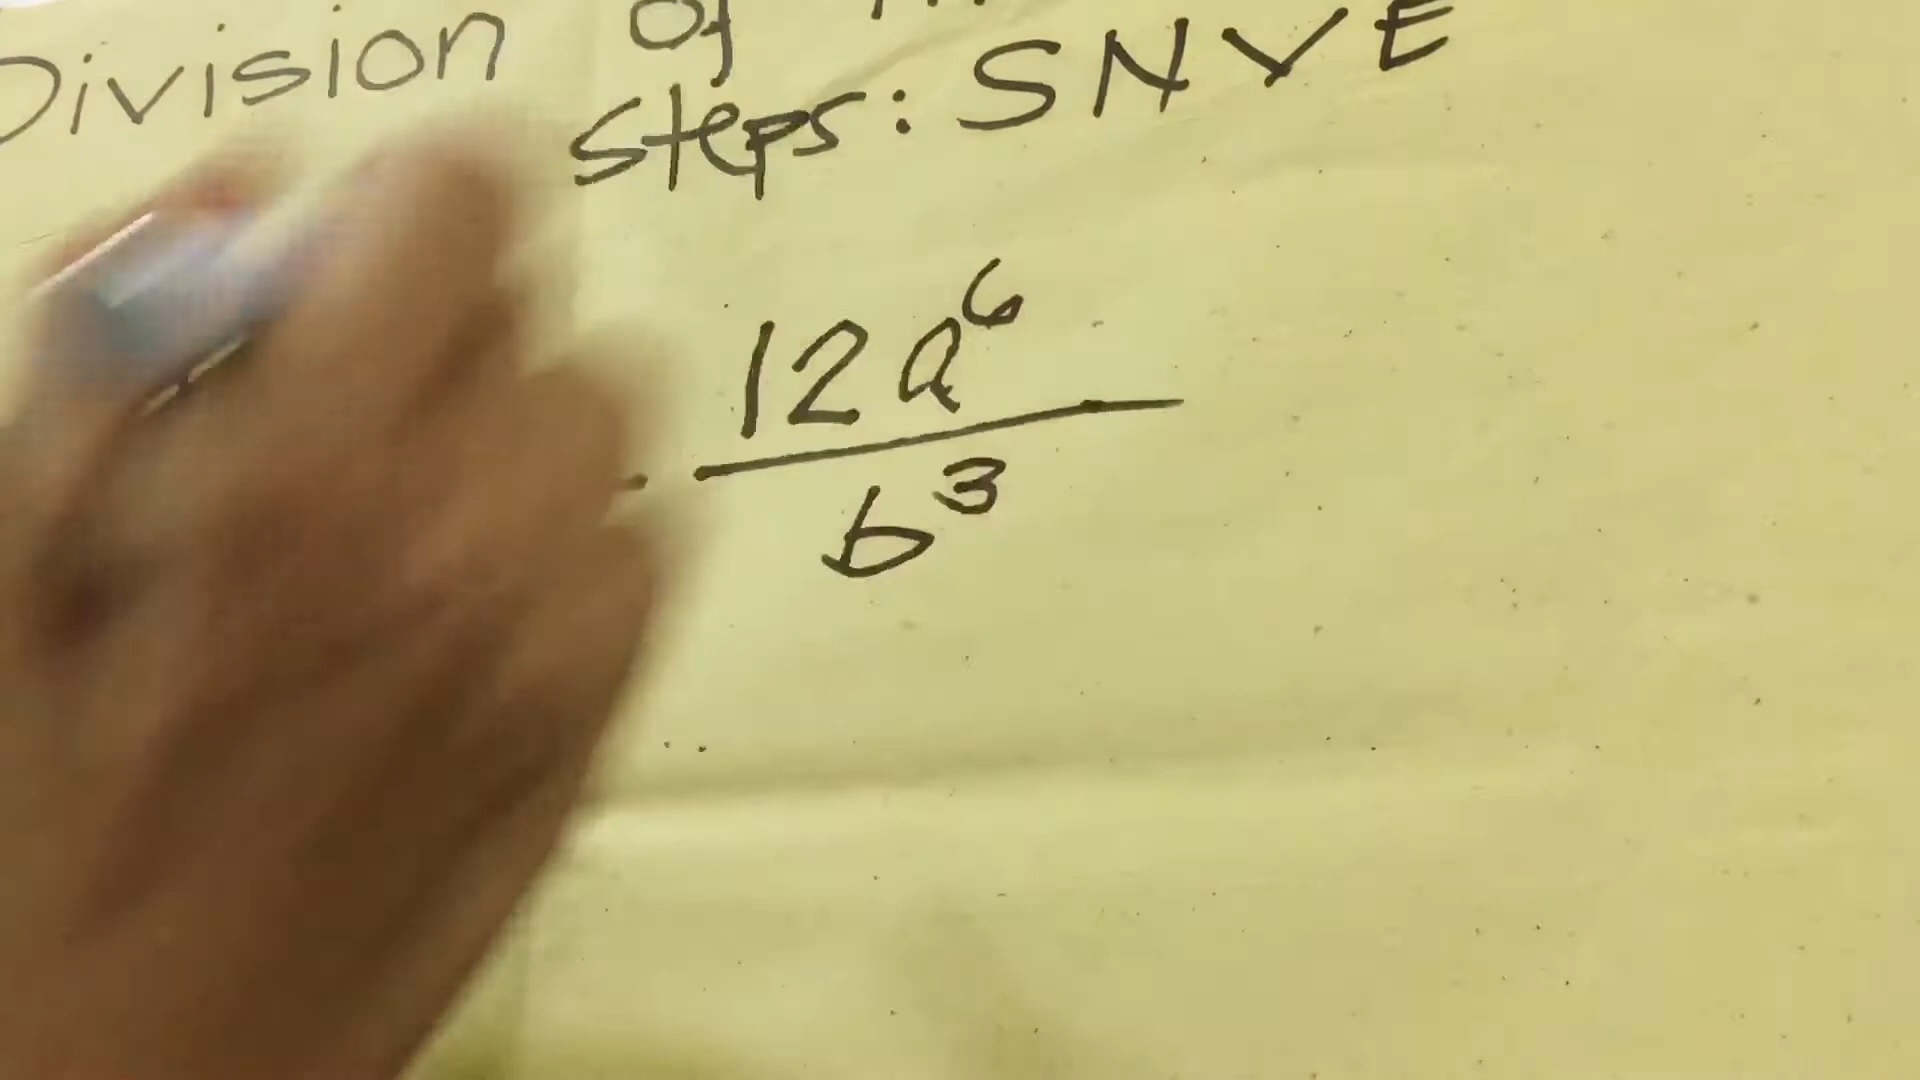 Division of
steps: SNVE
12a⁶
b³